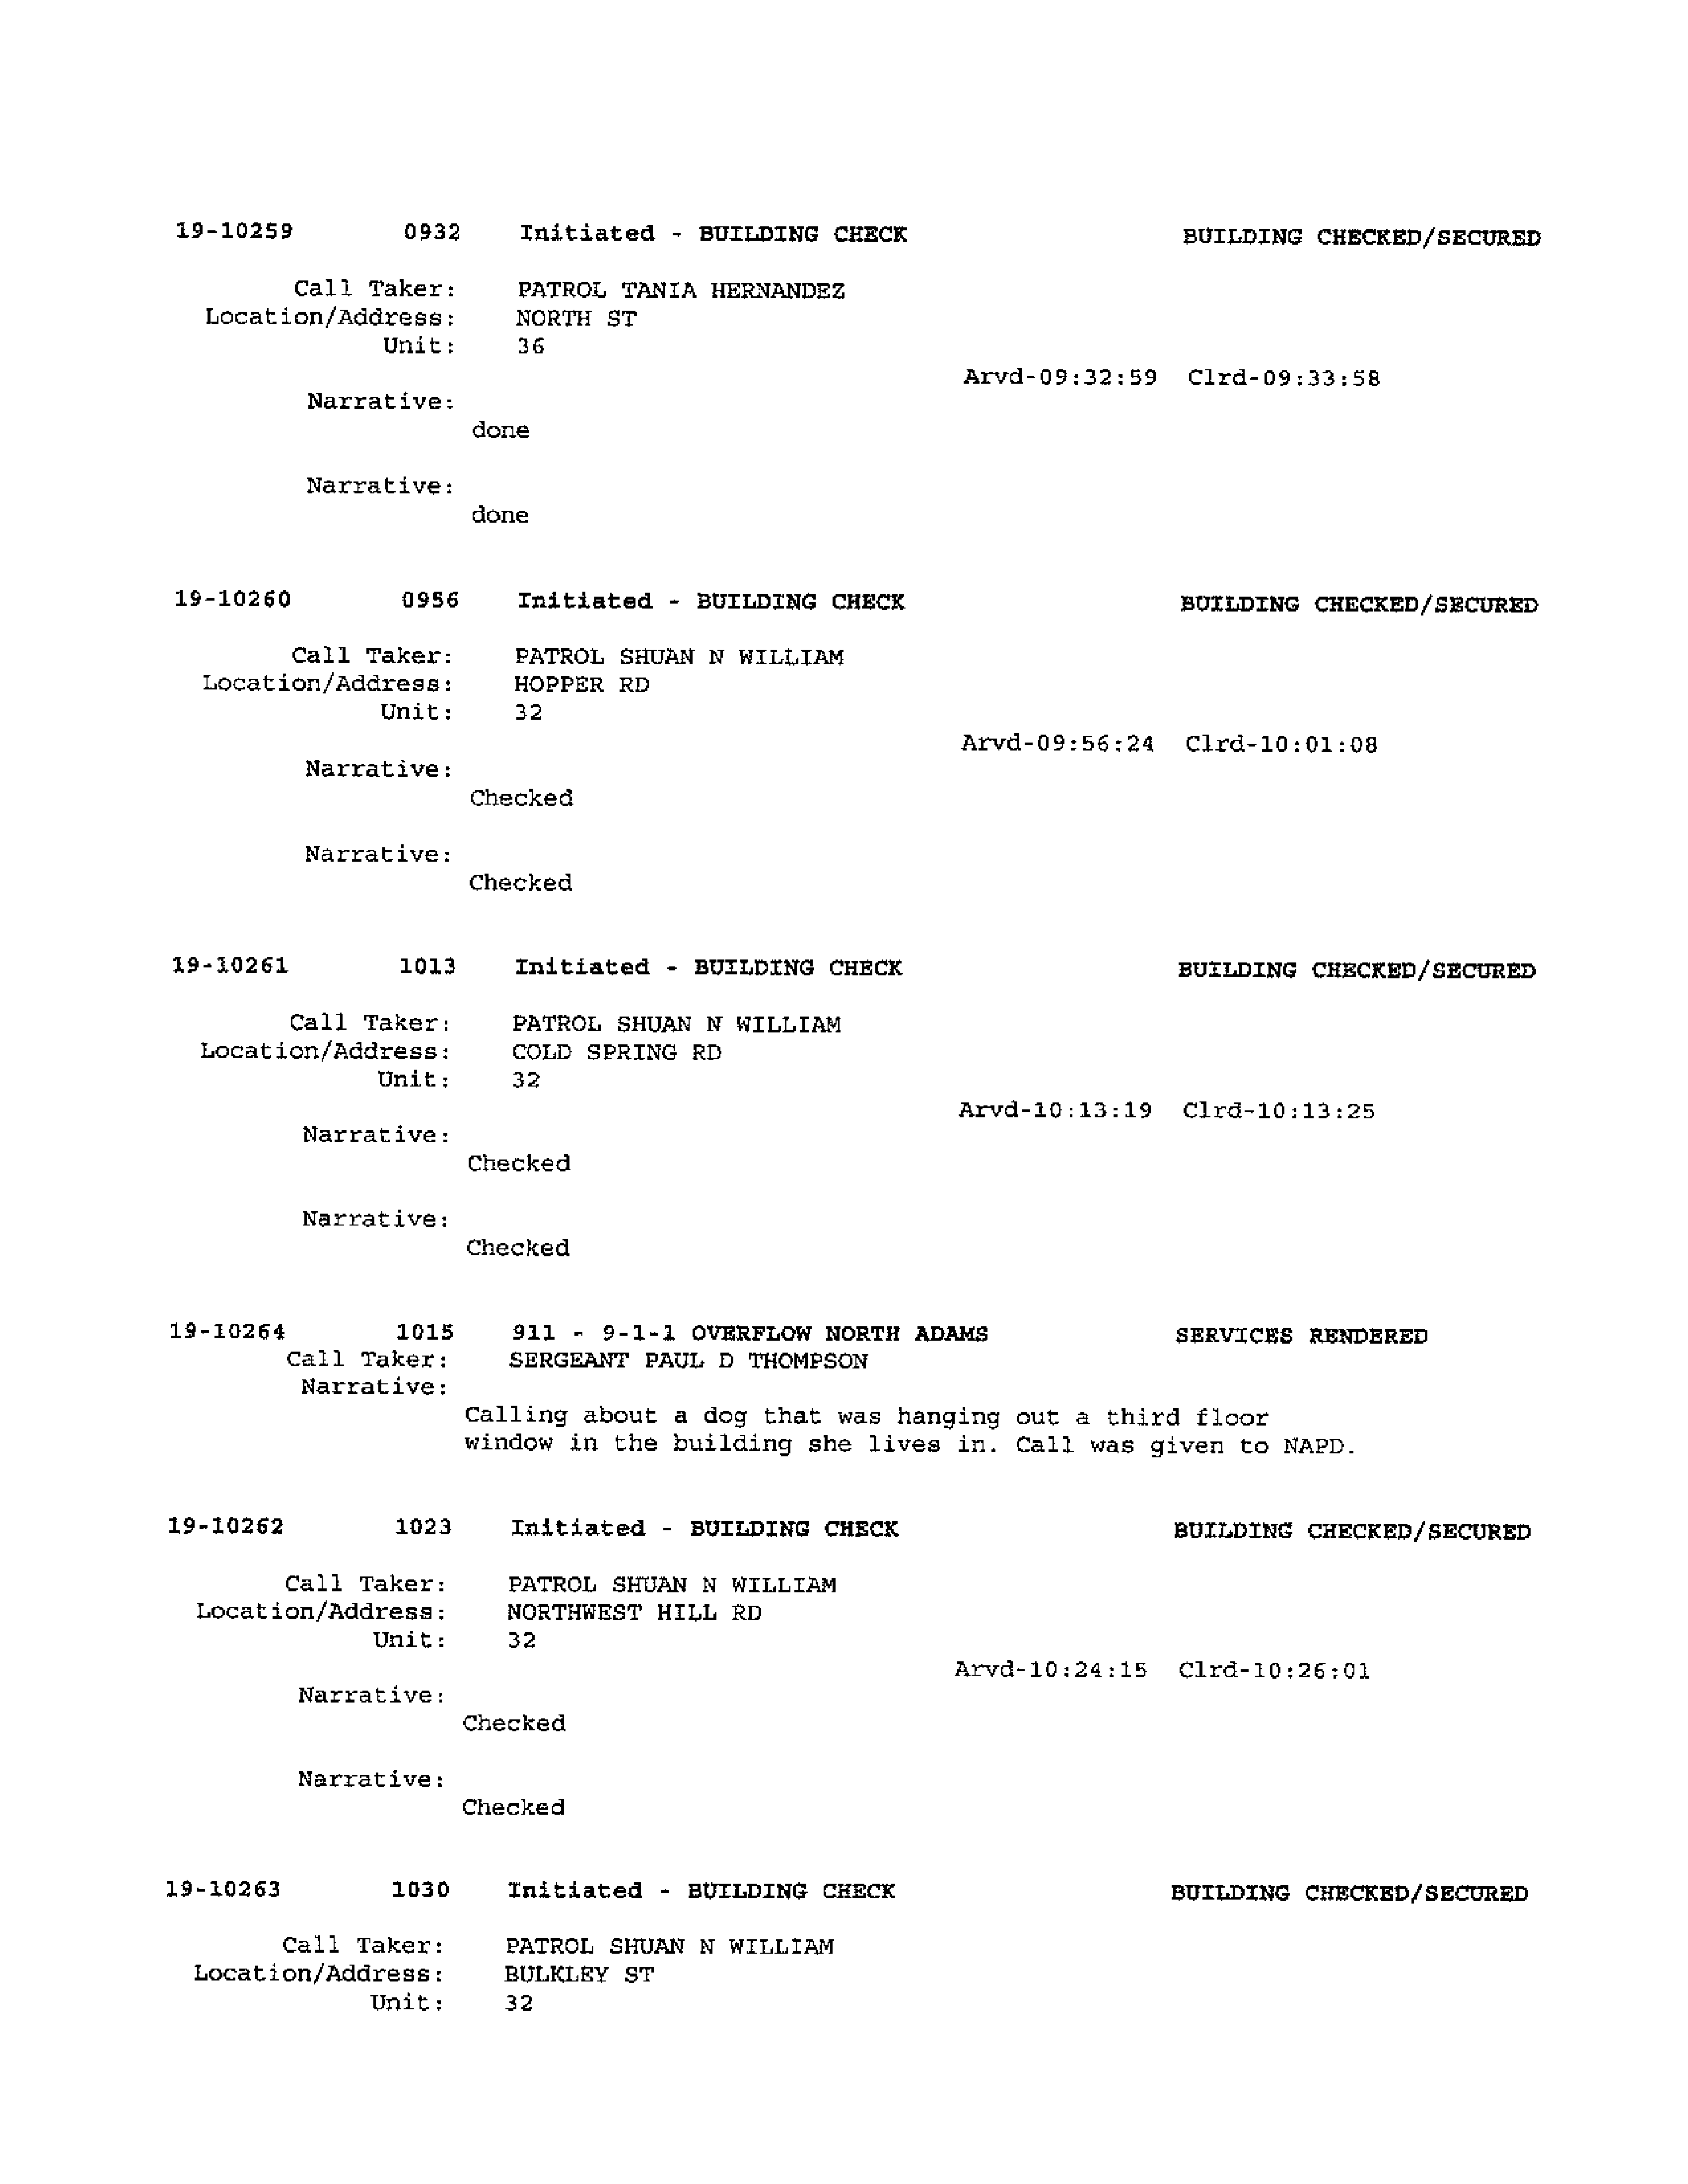 19-10259 0932 Initiated - BUILDING CHECK BUILDING CHECKED/SECURED
Call Taker: PATROL TANIA HERNANDEZ
Location/Address: NORTH ST
Unit: 36
Arvd-09:32:59 Clrd-09:33:58
Narrative:
done
Narrative:
done
19-10260 0956 Initiated - BUILDING CHECK BUILDING CHECKED/SECURED
Call Taker: PATROL SHUAN N WILLIAM
Location/Address: HOPPER RD
Unit: 32
Arvd-09:56:24 Clrd-10:01:08
Narrative:
Checked
Narrative:
Checked
19-10261 1013 Initiated - BUILDING CHECK BUILDING CHECKED/SECURED
Call Taker: PATROL SHUAN N WILLIAM
Location/Address: COLD SPRING RD
Unit: 32
Arvd-10:13:19 Clrd-10:13:25
Narrative:
Checked
Narrative:
Checked
19-10264 1015 911 - 9-1-1 OVERFLOW NORTH ADAMS SERVICES RENDERED
Call Taker: SERGEANT PAUL D THOMPSON
Narrative:
Calling about a dog that was hanging out a third floor
window in the building she lives in. Call was given to NAPD.
19-10262 1023 Initiated - BUILDING CHECK BUILDING CHECKED/SECURED
Call Taker: PATROL SHUAN N WILLIAM
Location/Address: NORTHWEST HILL RD
Unit: 32
Arvd-10:24:15 Clrd-10:26:01
Narrative:
Checked
Narrative:
Checked
19-10263 1030 Initiated - BUILDING CHECK BUILDING CHECKED/SECURED
Call Taker: PATROL SHUAN N WILLIAM
Location/Address: BULKLEY ST
Unit: 32